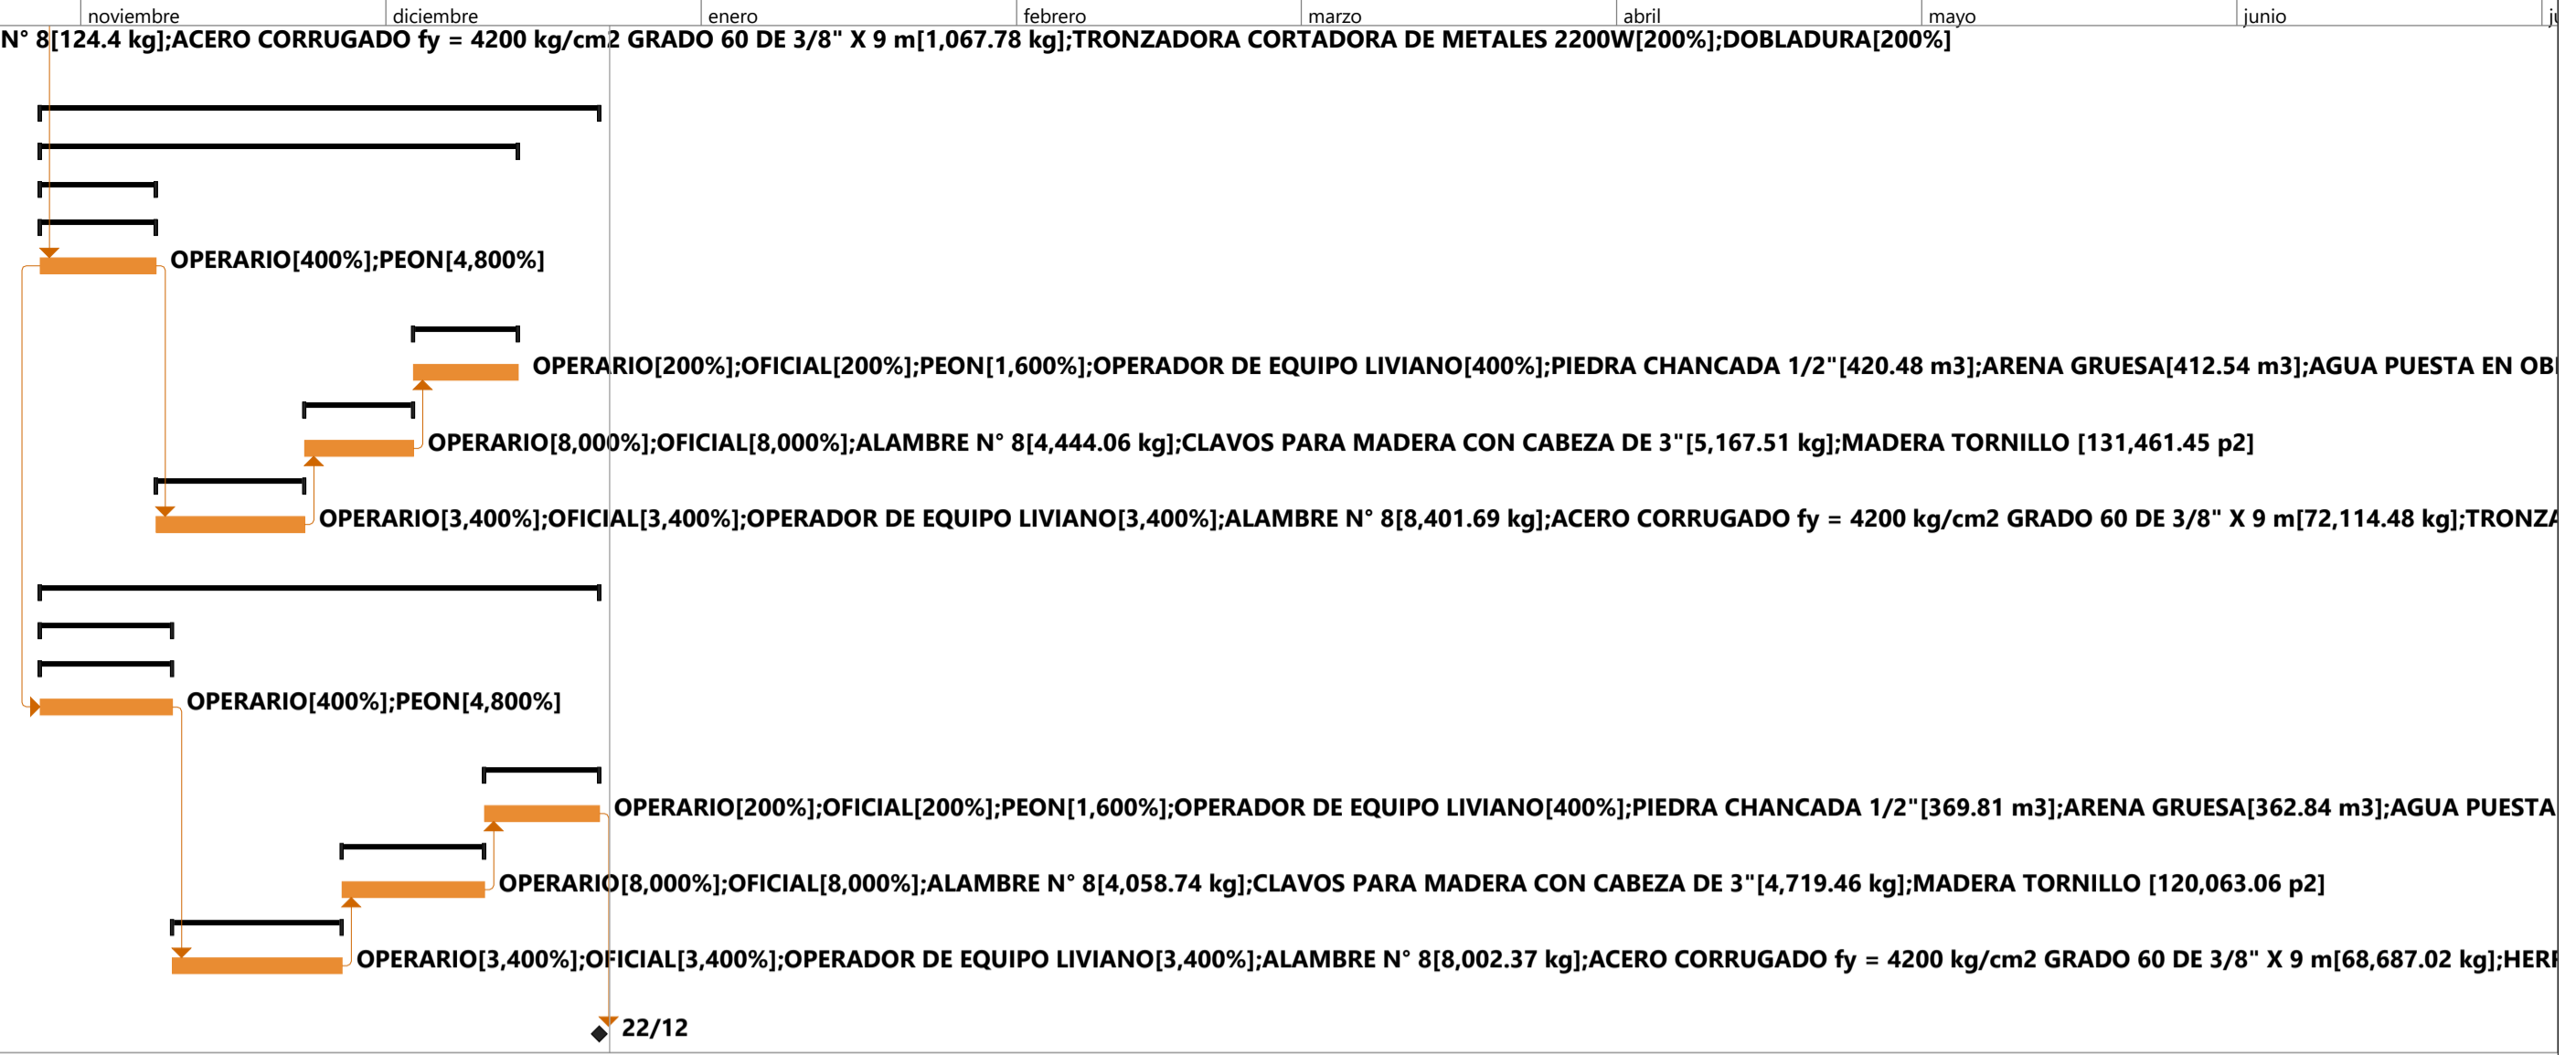 noviembre diciembre enero febrero marzo abril mayo junio
N° 8[124.4 kg];ACERO CORRUGADO fy = 4200 kg/cm2 GRADO 60 DE 3/8" X 9 m[1,067.78 kg];TRONZADORA CORTADORA DE METALES 2200W[200%];DOBLADURA[200%]
OPERARIO[400%];PEON[4,800%]
OPERARIO[200%];OFICIAL[200%];PEON[1,600%];OPERADOR DE EQUIPO LIVIANO[400%];PIEDRA CHANCADA 1/2"[420.48 m3];ARENA GRUESA[412.54 m3];AGUA PUESTA EN
OPERARIO[8,000%];OFICIAL[8,000%];ALAMBRE N° 8[4,444.06 kg];CLAVOS PARA MADERA CON CABEZA DE 3"[5,167.51 kg];MADERA TORNILLO [131,461.45 p2]
OPERARIO[3,400%];OFICIAL[3,400%];OPERADOR DE EQUIPO LIVIANO[3,400%];ALAMBRE N° 8[8,401.69 kg];ACERO CORRUGADO fy = 4200 kg/cm2 GRADO 60 DE 3/8" X 9 m[72,114.48 kg];
OPERARIO[400%];PEON[4,800%]
OPERARIO[200%];OFICIAL[200%];PEON[1,600%];OPERADOR DE EQUIPO LIVIANO[400%];PIEDRA CHANCADA 1/2"[369.81 m3];ARENA GRUESA[362.84 m3];AGUA PUESTA
OPERARIO[8,000%];OFICIAL[8,000%];ALAMBRE N° 8[4,058.74 kg];CLAVOS PARA MADERA CON CABEZA DE 3"[4,719.46 kg];MADERA TORNILLO [120,063.06 p2]
OPERARIO[3,400%];OFICIAL[3,400%];OPERADOR DE EQUIPO LIVIANO[3,400%];ALAMBRE N° 8[8,002.37 kg];ACERO CORRUGADO fy = 4200 kg/cm2 GRADO 60 DE 3/8" X 9 m[68,687.02 kg];
22/12